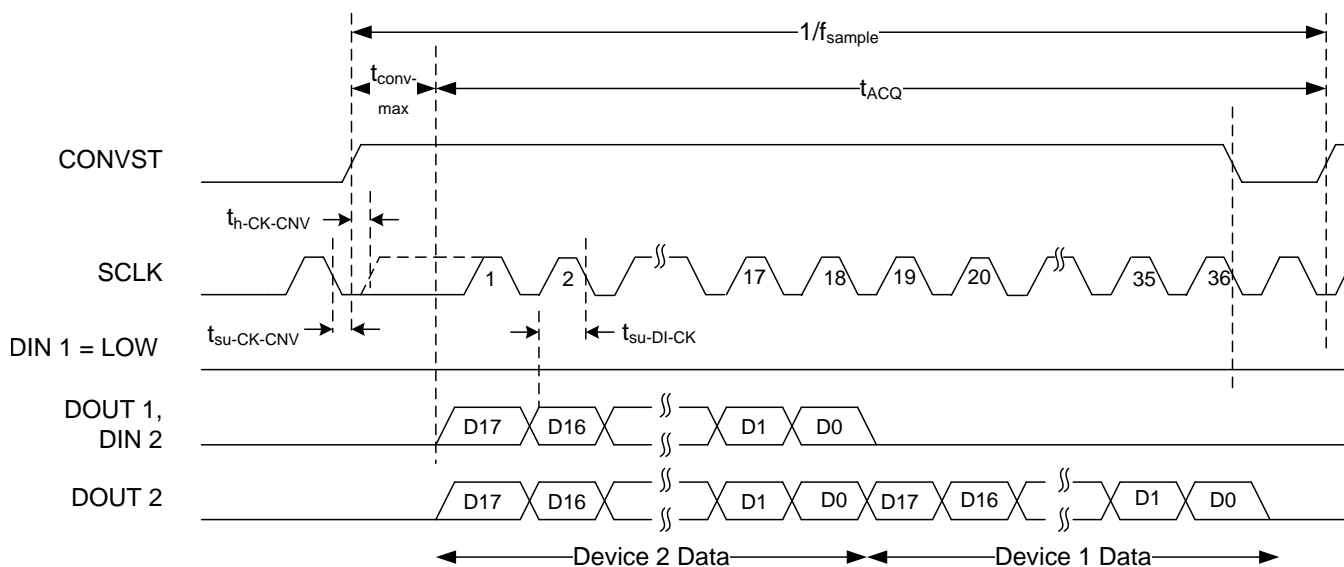 1/fsample
tconv-max
tACQ
CONVST
th-CK-CNV
SCLK
1 2 17 18 19 20 35 36
tsu-CK-CNV
tsu-DI-CK
DIN 1 = LOW
DOUT 1,
DIN 2
D17 D16 D1 D0
DOUT 2
D17 D16 D1 D0 D17 D16 D1 D0
Device 2 Data
Device 1 Data